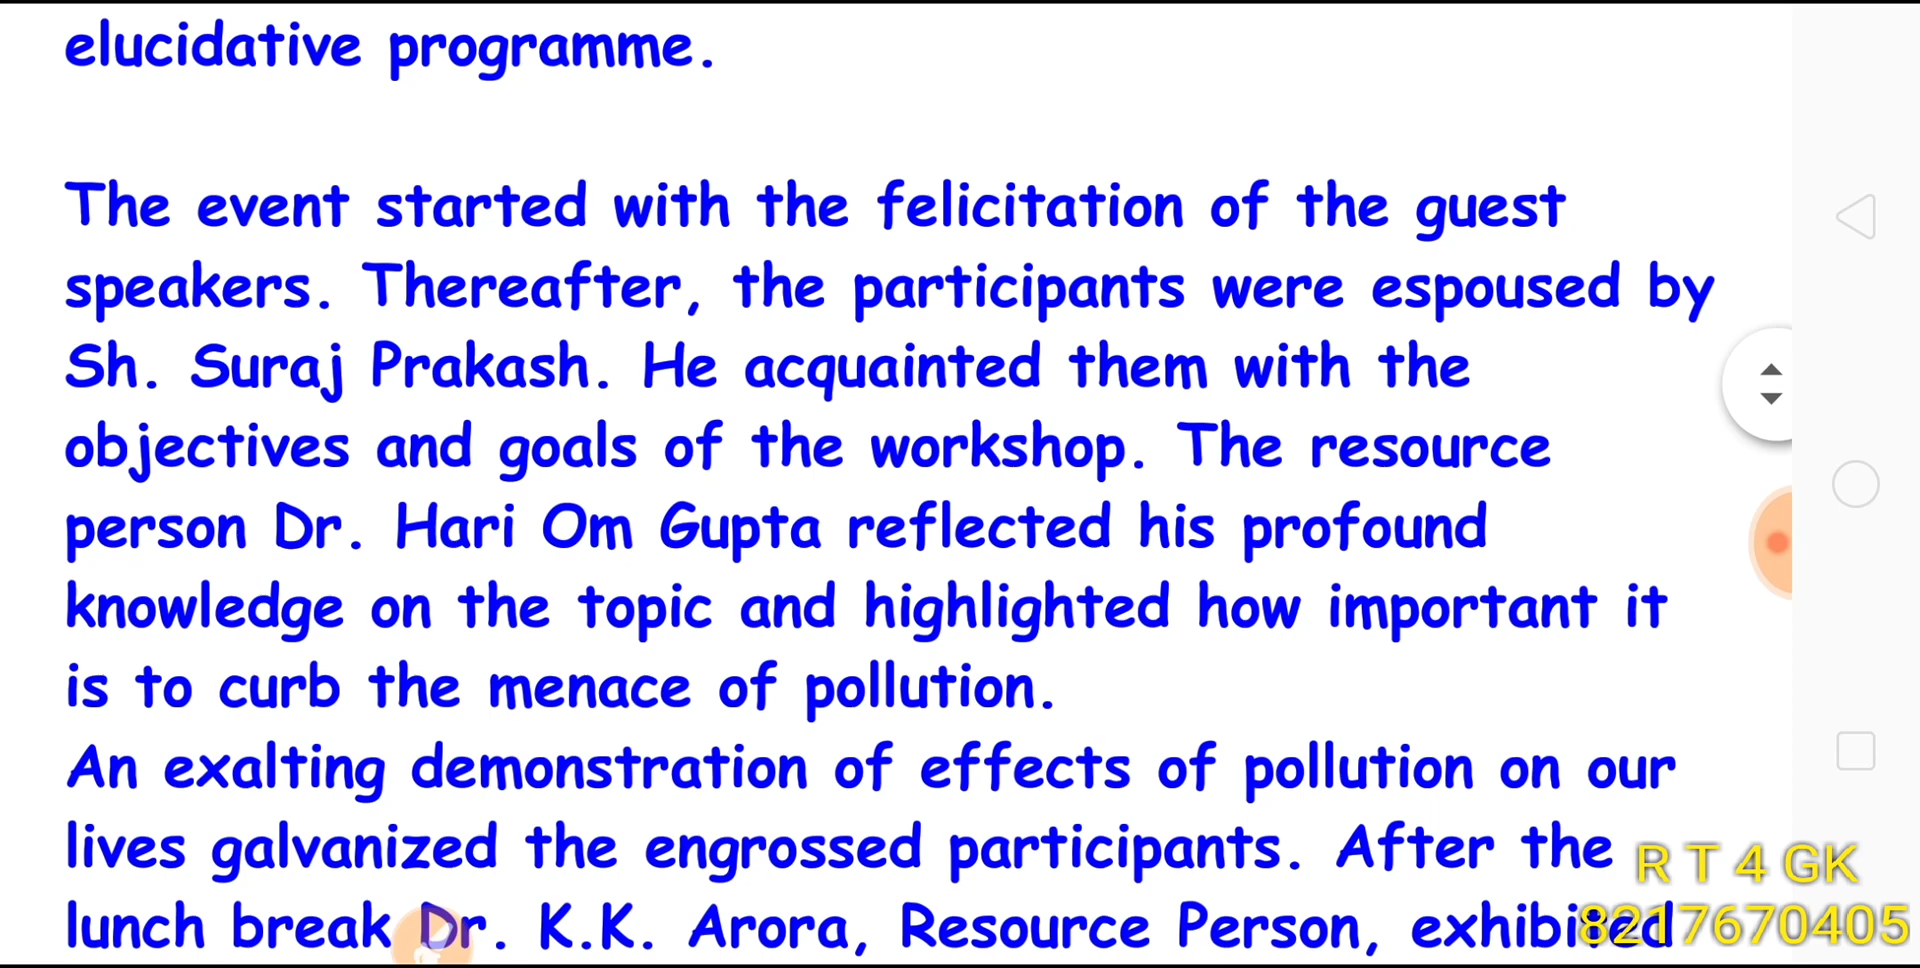 elucidative programme.
The event started with the felicitation of the guest
speakers. Thereafter, the participants were espoused by
Sh. Suraj Prakash. He acquainted them with the
objectives and goals of the workshop. The resource
person Dr. Hari Om Gupta reflected his profound
knowledge on the topic and highlighted how important it
is to curb the menace of pollution.
An exalting demonstration of effects of pollution on our
lives galvanized the engrossed participants. After the
lunch break Dr. K.K. Arora, Resource Person, exhibited
R T 4 GK
8217670405